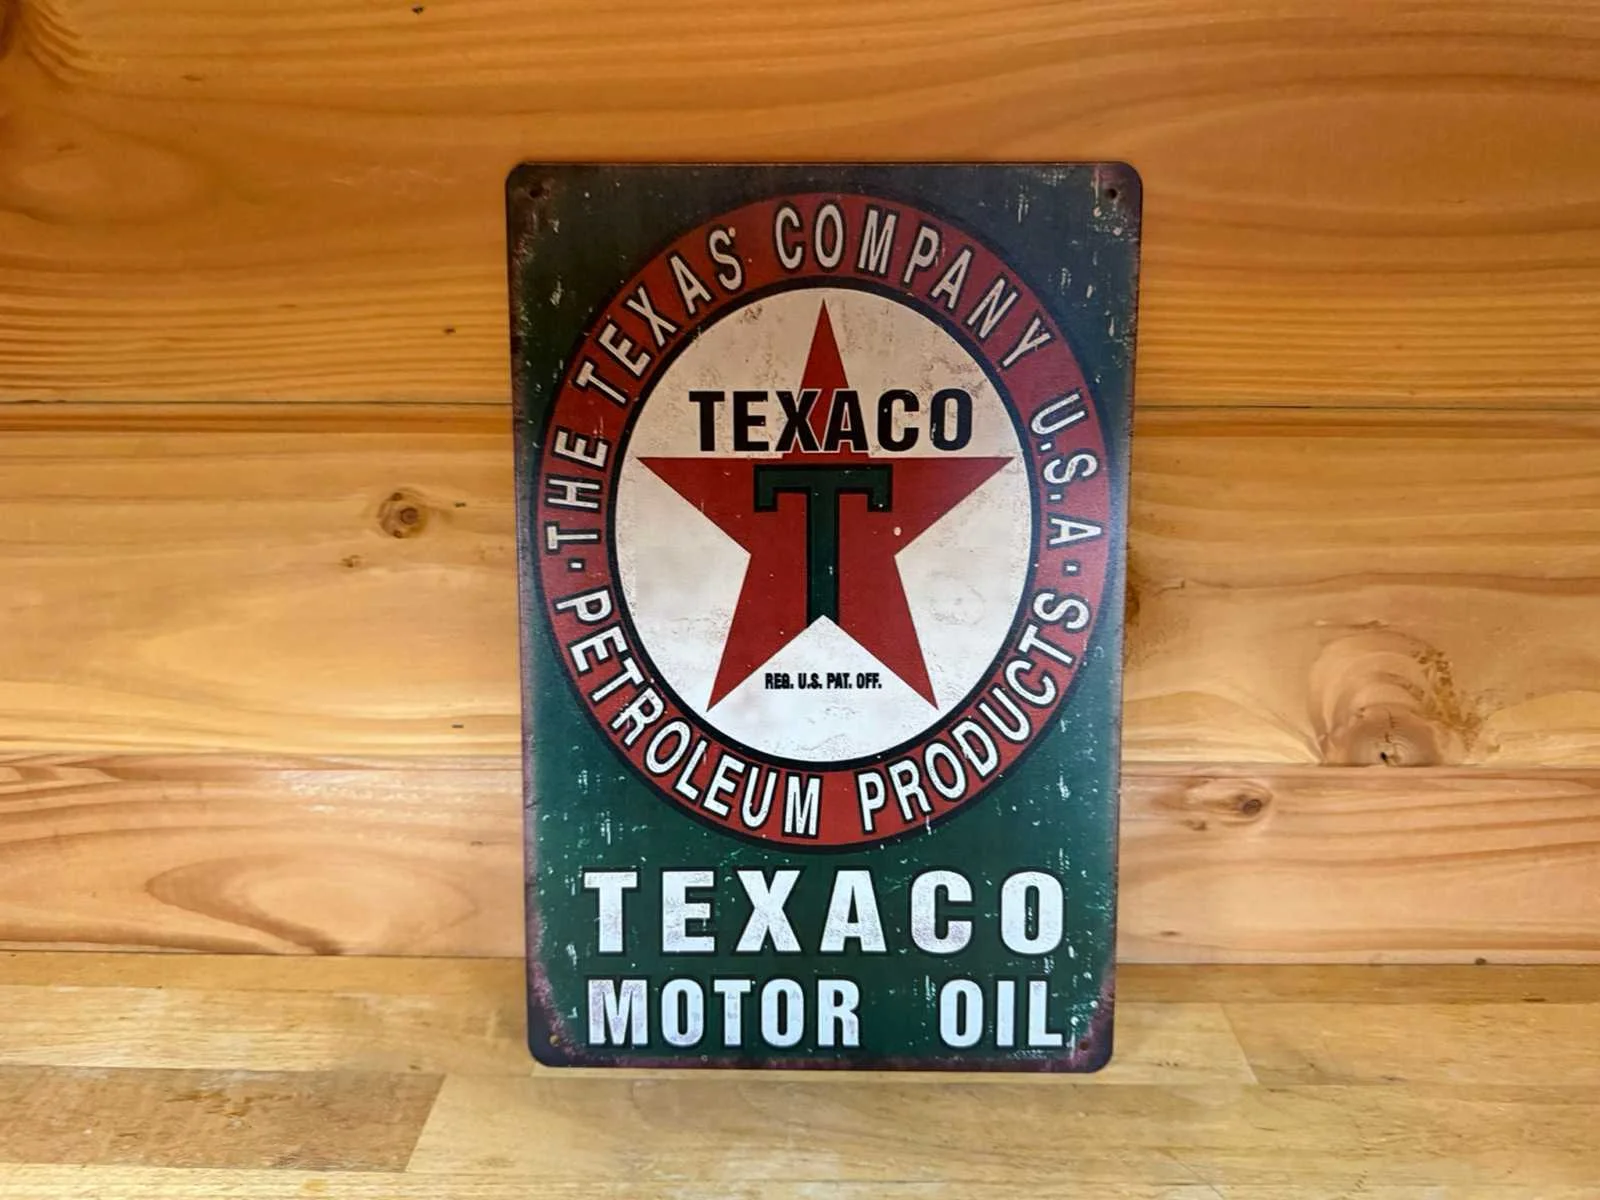 THE TEXAS COMPANY U.S.A
TEXACO
T
REG. U.S. PAT. OFF.
PETROLEUM PRODUCTS
TEXACO
MOTOR OIL